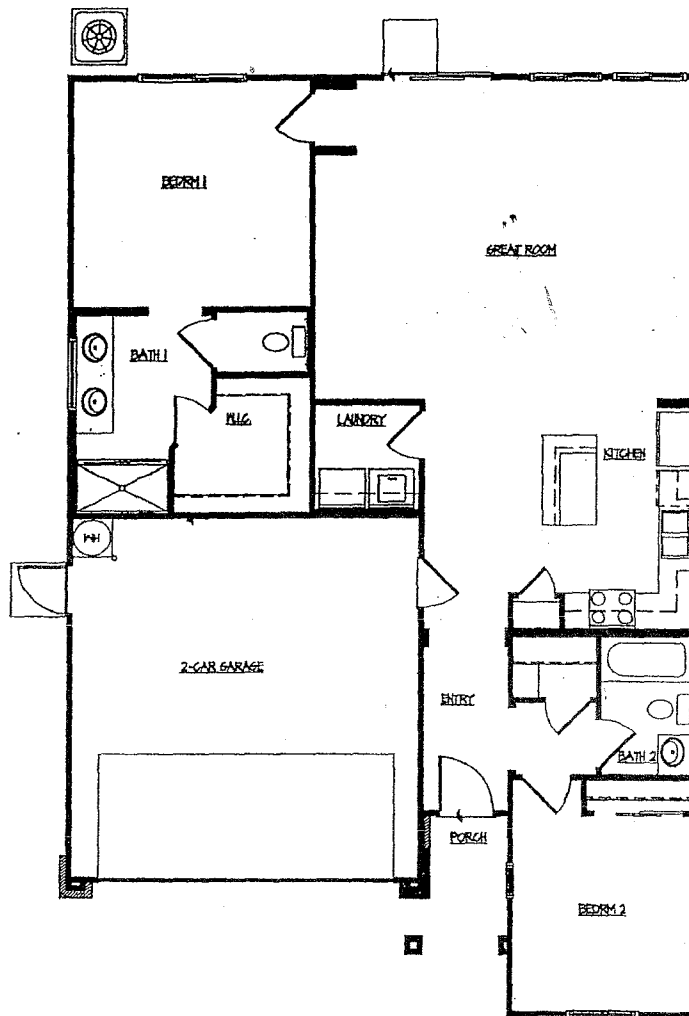 BEDRM 1
GREAT ROOM
BATH 1
W.I.C.
LAUNDRY
KITCHEN
WH
2-CAR GARAGE
ENTRY
BATH 2
PORCH
BEDRM 2